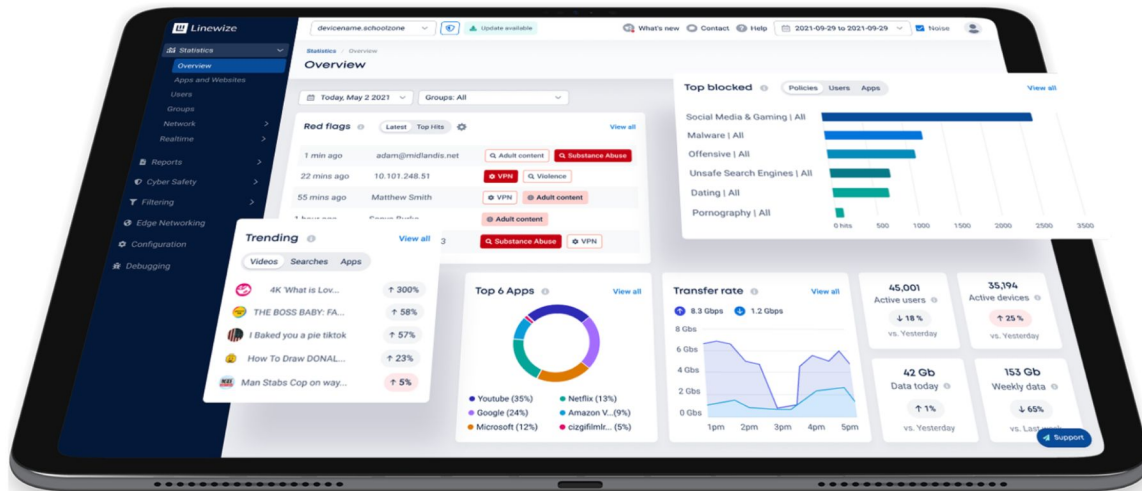 Linewize
devicename.schoolzone
Update available
What's new
Contact
Help
2021-09-29 to 2021-09-29
Noise
Statistics
Overview
Apps and Websites
Users
Groups
Network
Realtime
Reports
Cyber Safety
Filtering
Edge Networking
Configuration
Debugging
Statistics / Overview
Overview
Today, May 2 2021
Groups: All
Red flags
Latest
Top Hits
View all
1 min ago adam@midlandis.net Adult content Substance Abuse
22 mins ago 10.101.248.51 VPN Violence
55 mins ago Matthew Smith VPN Adult content
Adult content
3 Substance Abuse VPN
Top blocked
Policies
Users
Apps
View all
Social Media & Gaming | All
Malware | All
Offensive | All
Unsafe Search Engines | All
Dating | All
Pornography | All
0 hits 500 1000 1500 2000 2500 3500
Trending
View all
Videos
Searches
Apps
4K 'What is Lov... ↑ 300%
THE BOSS BABY: FA... ↑ 58%
I Baked you a pie tiktok ↑ 57%
How To Draw DONAL... ↑ 23%
Man Stabs Cop on way... ↑ 5%
Top 6 Apps
View all
Youtube (35%)
Netflix (13%)
Google (24%)
Amazon V...(9%)
Microsoft (12%)
cizgifilmlr... (5%)
Transfer rate
View all
8.3 Gbps
1.2 Gbps
8 Gbs
6 Gbs
4 Gbs
2 Gbs
0 Gbs
1pm 2pm 3pm 4pm 5pm
45,001
Active users
↓ 18 %
vs. Yesterday
35,194
Active devices
↑ 25 %
vs. Yesterday
42 Gb
Data today
↑ 1%
vs. Yesterday
153 Gb
Weekly data
↓ 65%
vs. Last
Support